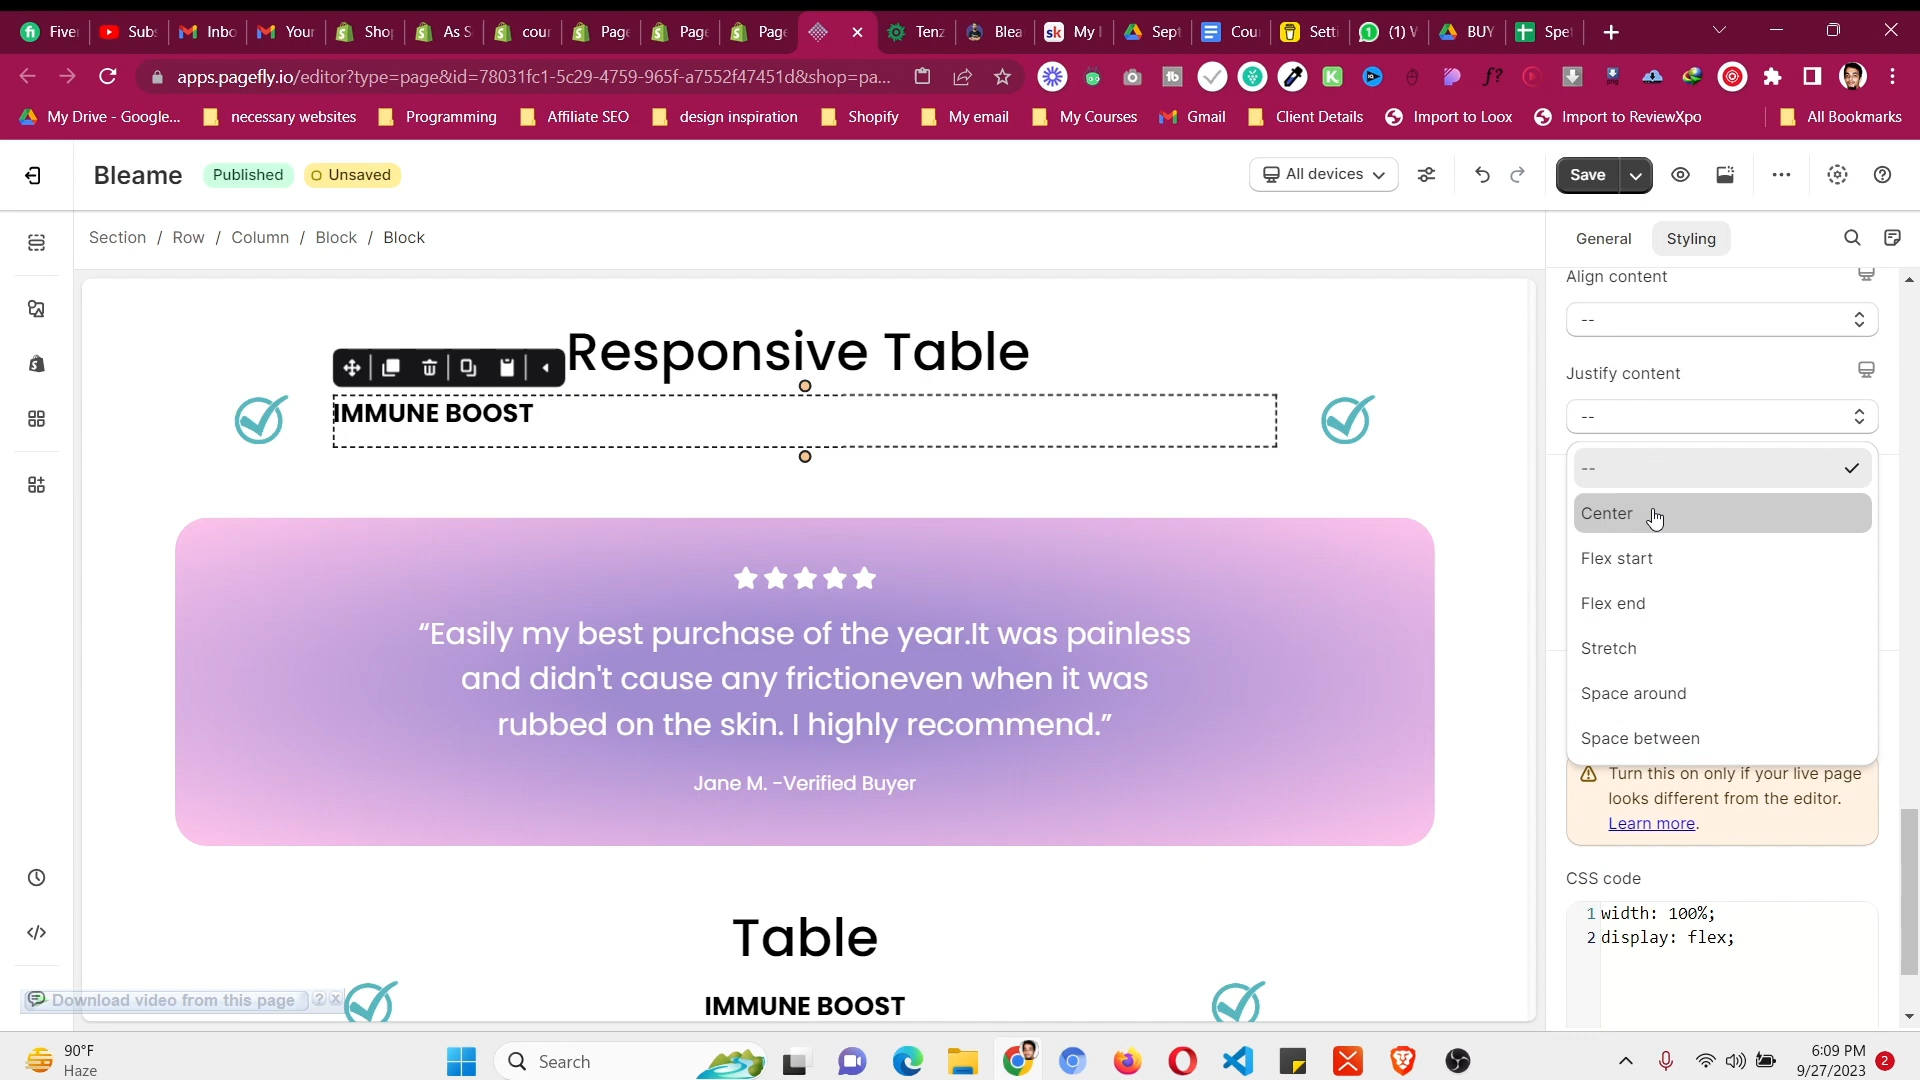 Five
Subs
Inbo
Your
Sho
As S
cour
Page
Page
Page
Tenz
Blea
sk My
Sept
Cou
Setti
(1) V
BUY
Spe
apps.pagefly.io/editor?type=page&id=78031fc1-5c29-4759-965f-a7552f47451d&shop=pa...
My Drive - Google...
necessary websites
Programming
Affiliate SEO
design inspiration
Shopify
My email
My Courses
Gmail
Client Details
Import to Loox
Import to ReviewXpo
All Bookmarks
Bleame
Published
Unsaved
All devices
Save
Section / Row / Column / Block / Block
General
Styling
Align content
--
Justify content
--
--
Center
Flex start
Flex end
Stretch
Space around
Space between
Turn this on only if your live page
looks different from the editor.
Learn more.
CSS code
1 width: 100%;
2 display: flex;
Responsive Table
IMMUNE BOOST
“Easily my best purchase of the year.It was painless
and didn't cause any frictioneven when it was
rubbed on the skin. I highly recommend.”
Jane M. -Verified Buyer
Table
IMMUNE BOOST
Download video from this page ? x
90°F
Haze
Search
6:09 PM
9/27/2023
2